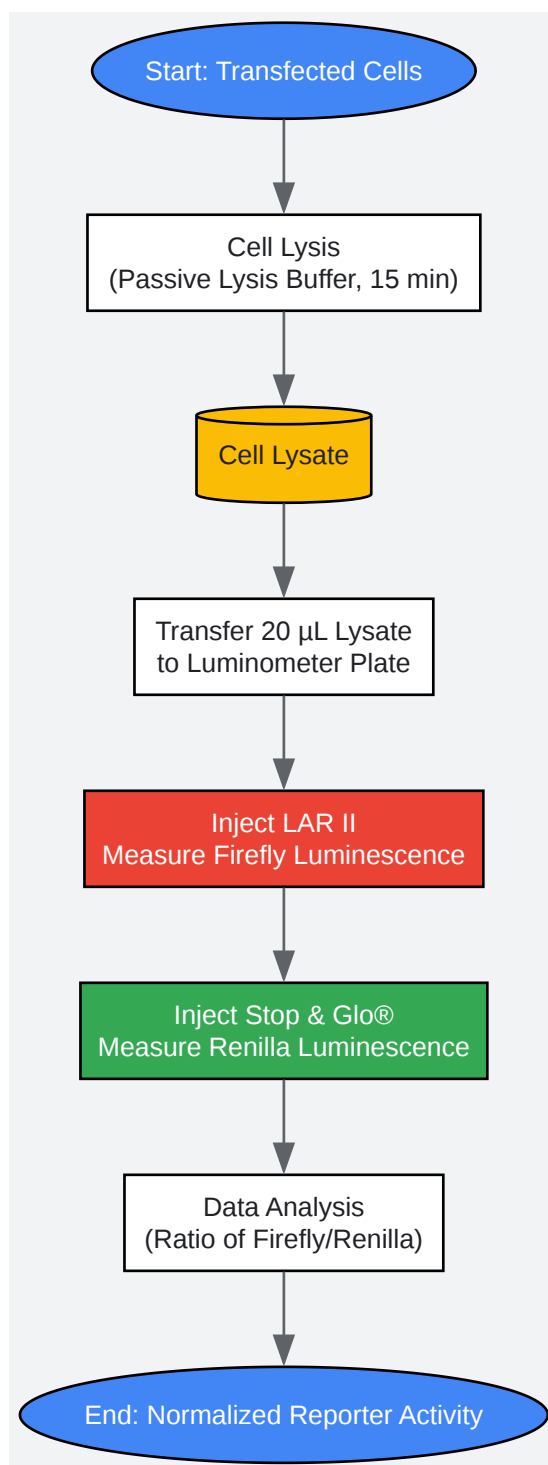 Start: Transfected Cells
Cell Lysis
(Passive Lysis Buffer, 15 min)
Cell Lysate
Transfer 20 µL Lysate
to Luminometer Plate
Inject LAR II
Measure Firefly Luminescence
Inject Stop & Glo®
Measure Renilla Luminescence
Data Analysis
(Ratio of Firefly/Renilla)
End: Normalized Reporter Activity